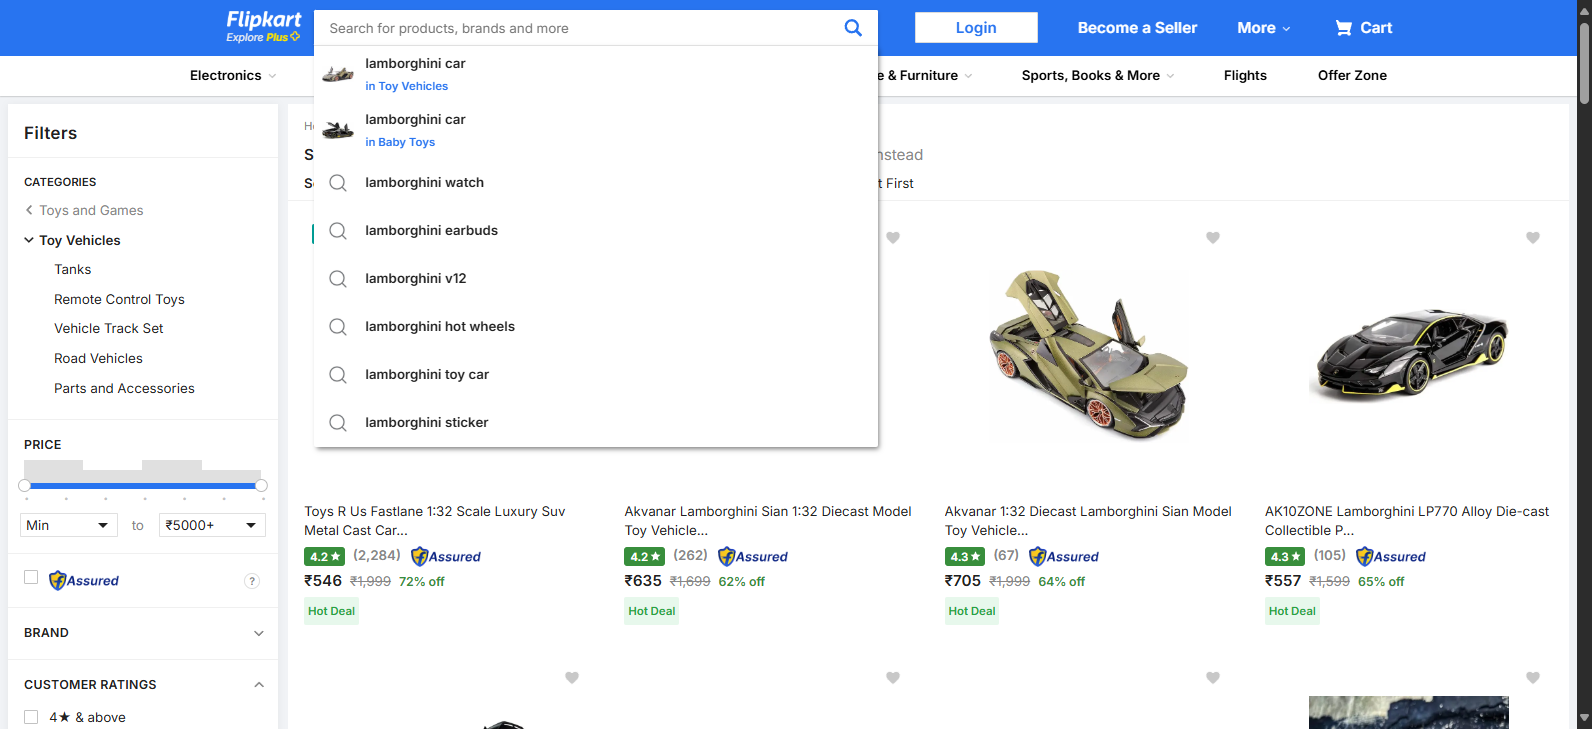 Flipkart
Explore Plus
Search for products, brands and more
Login
Become a Seller
More
Cart
Electronics
e & Furniture
Sports, Books & More
Flights
Offer Zone
lamborghini car
in Toy Vehicles
lamborghini car
in Baby Toys
lamborghini watch
lamborghini earbuds
lamborghini v12
lamborghini hot wheels
lamborghini toy car
lamborghini sticker
nstead
t First
Filters
CATEGORIES
Toys and Games
Toy Vehicles
Tanks
Remote Control Toys
Vehicle Track Set
Road Vehicles
Parts and Accessories
PRICE
Min to ₹5000+
Assured ?
BRAND
CUSTOMER RATINGS
4★ & above
Toys R Us Fastlane 1:32 Scale Luxury Suv
Metal Cast Car...
4.2★ (2,284) Assured
₹546 ₹1,999 72% off
Hot Deal
Akvanar Lamborghini Sian 1:32 Diecast Model
Toy Vehicle...
4.2★ (262) Assured
₹635 ₹1,699 62% off
Hot Deal
Akvanar 1:32 Diecast Lamborghini Sian Model
Toy Vehicle...
4.3★ (67) Assured
₹705 ₹1,999 64% off
Hot Deal
AK10ZONE Lamborghini LP770 Alloy Die-cast
Collectible P...
4.3★ (105) Assured
₹557 ₹1,599 65% off
Hot Deal